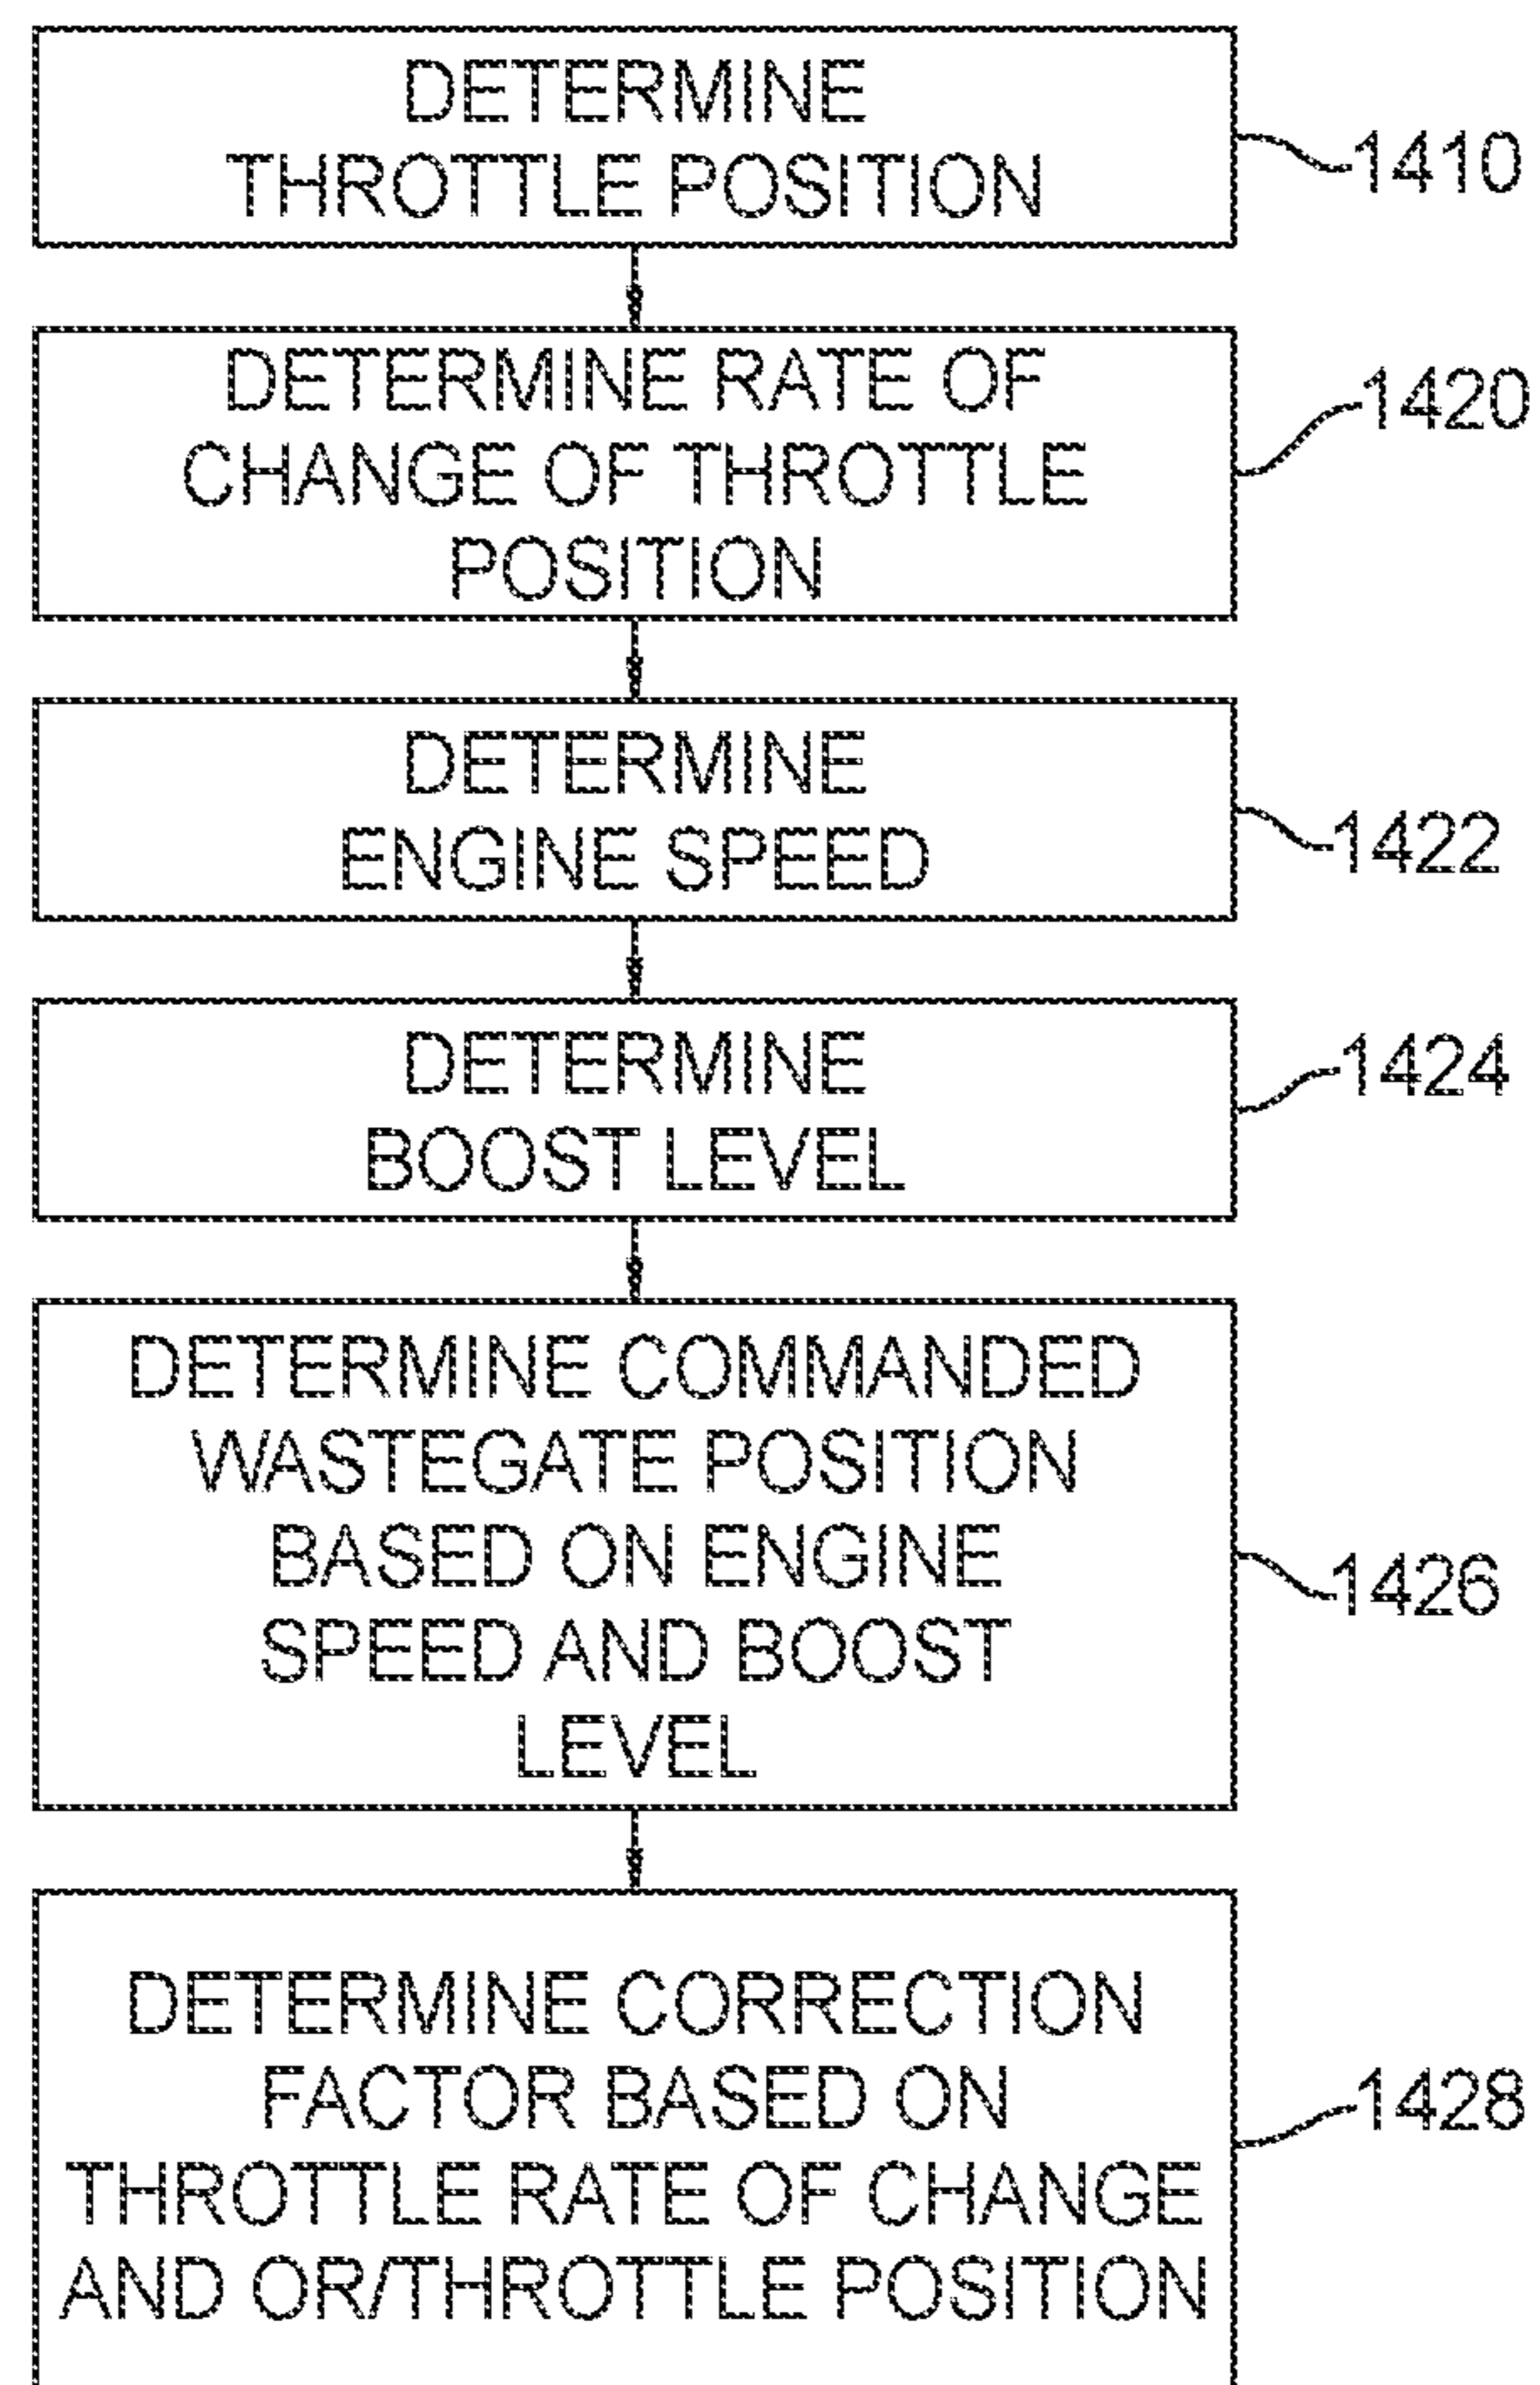 DETERMINE
THROTTLE POSITION
1410
DETERMINE RATE OF
CHANGE OF THROTTLE
POSITION
1420
DETERMINE
ENGINE SPEED
1422
DETERMINE
BOOST LEVEL
1424
DETERMINE COMMANDED
WASTEGATE POSITION
BASED ON ENGINE
SPEED AND BOOST
LEVEL
1426
DETERMINE CORRECTION
FACTOR BASED ON
THROTTLE RATE OF CHANGE
AND OR/THROTTLE POSITION
1428